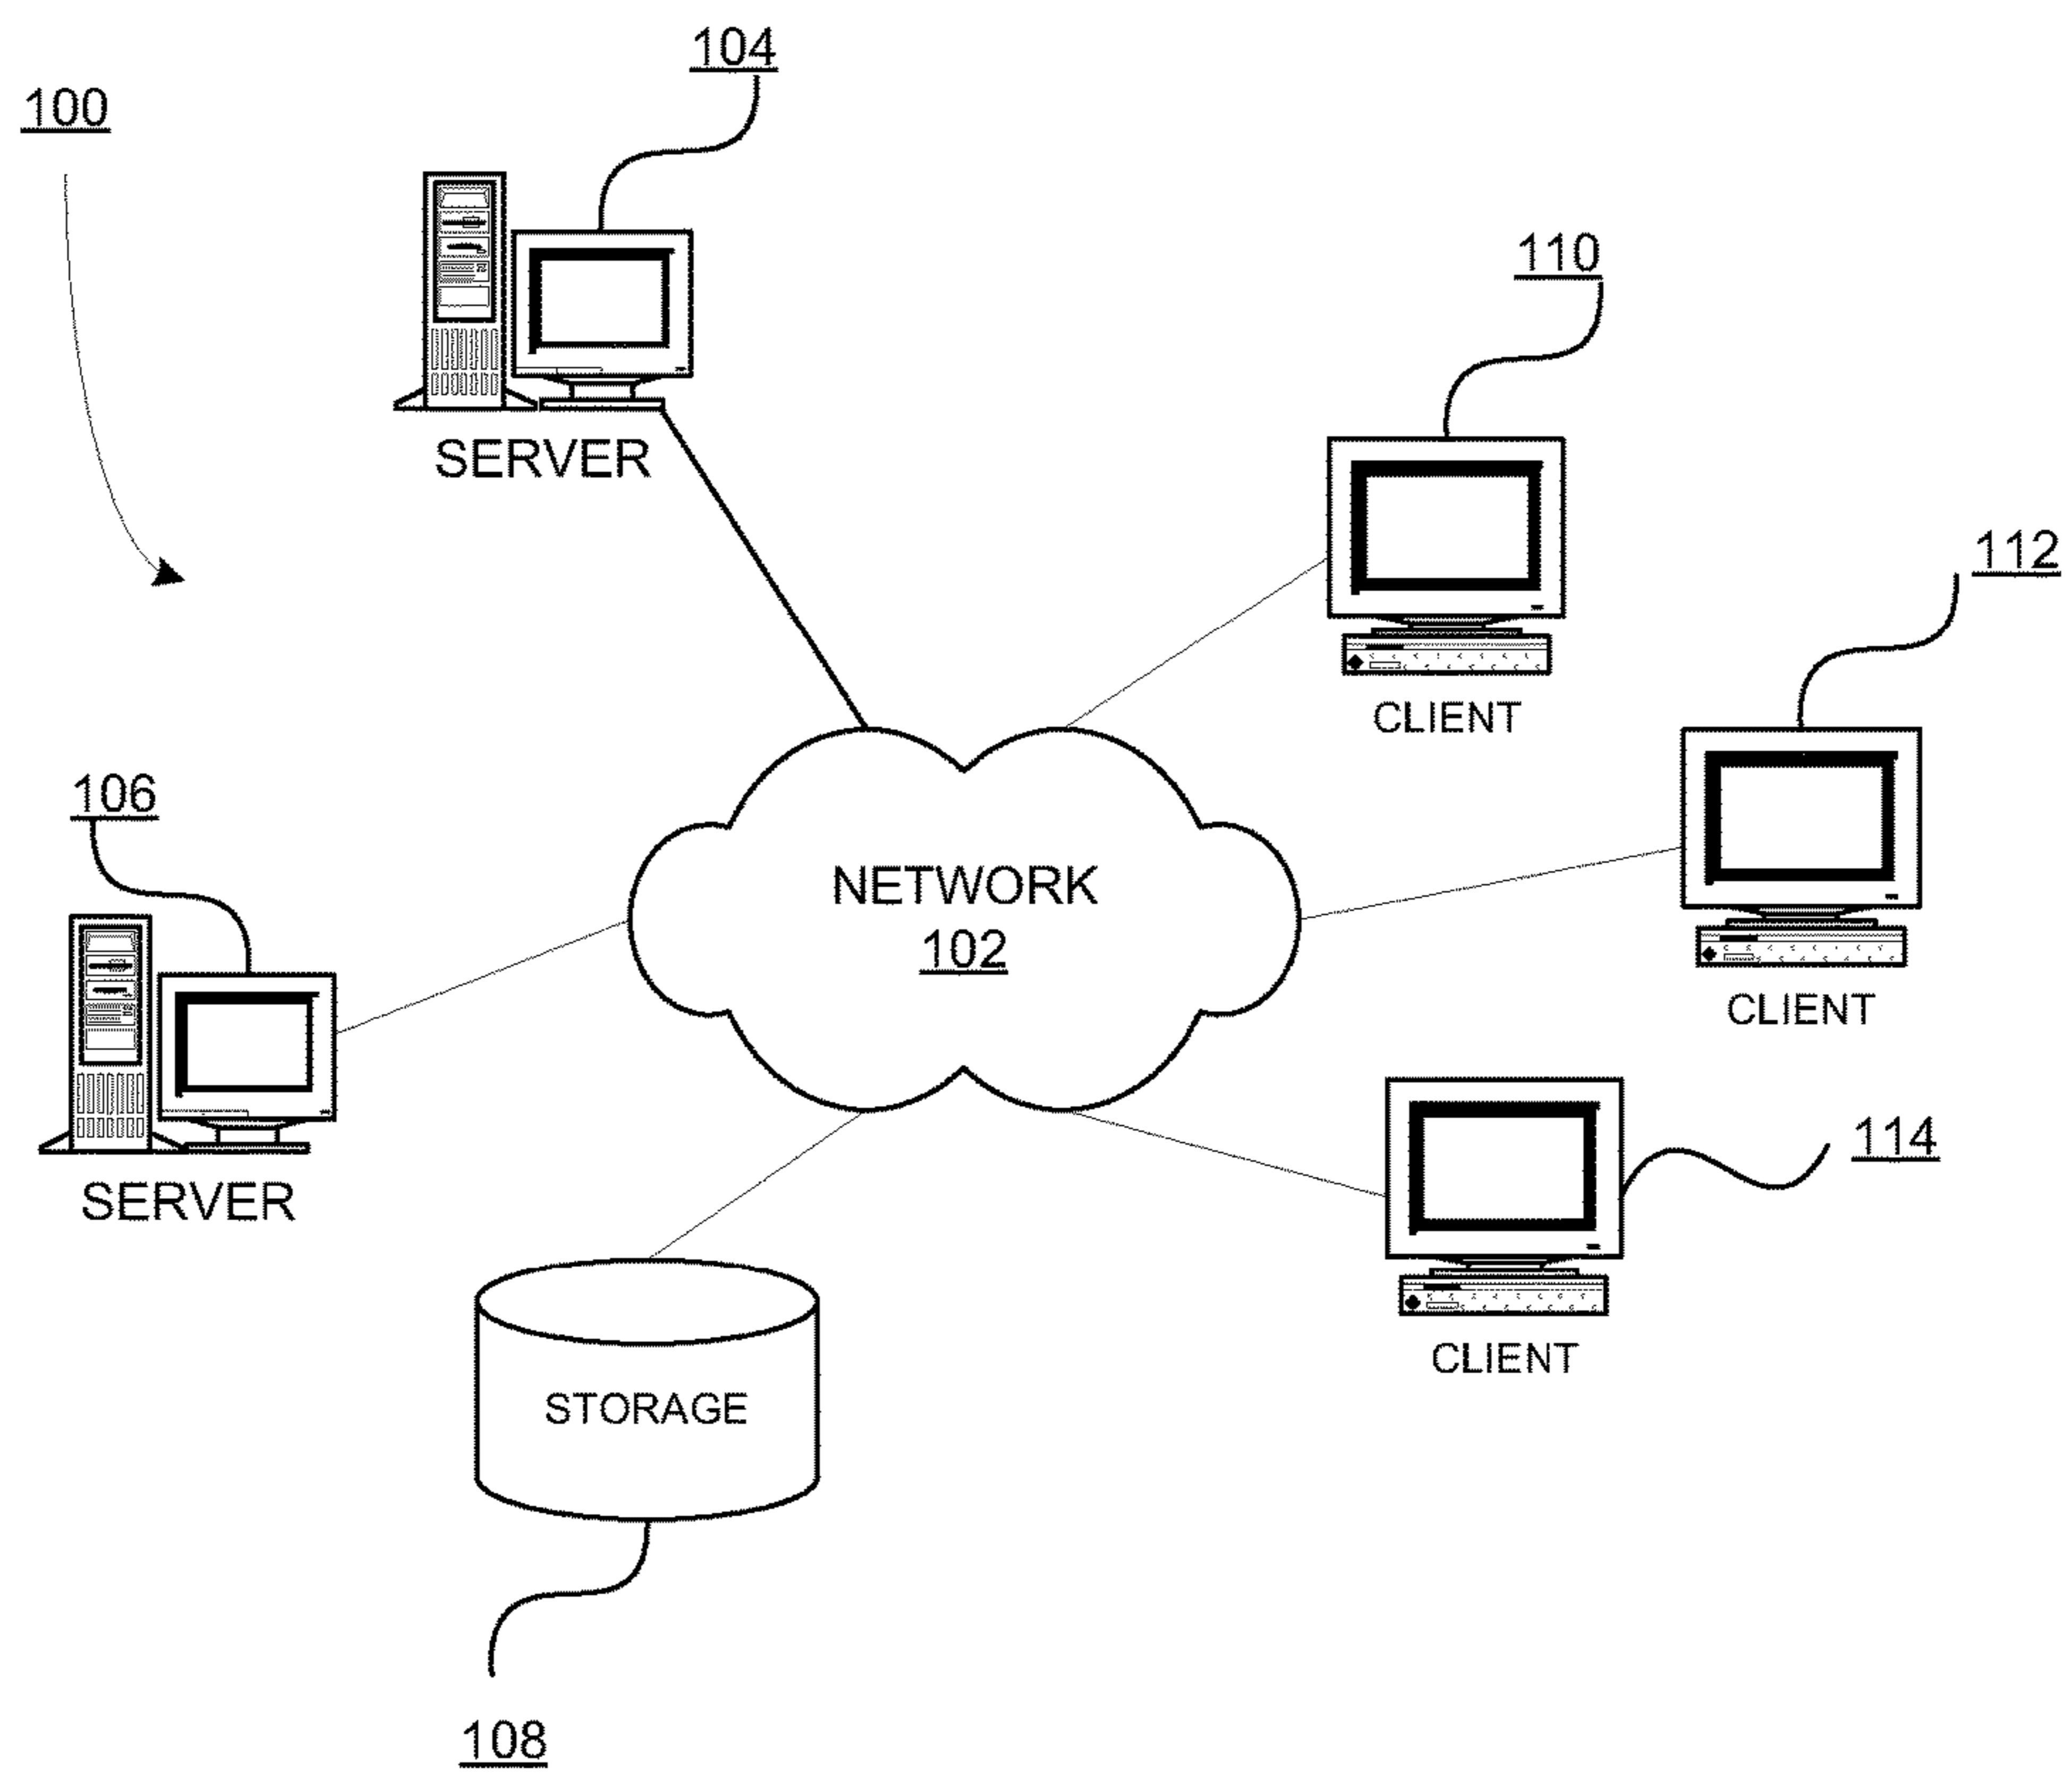 104
100
110
SERVER
112
CLIENT
106
NETWORK
102
CLIENT
114
SERVER
CLIENT
STORAGE
108